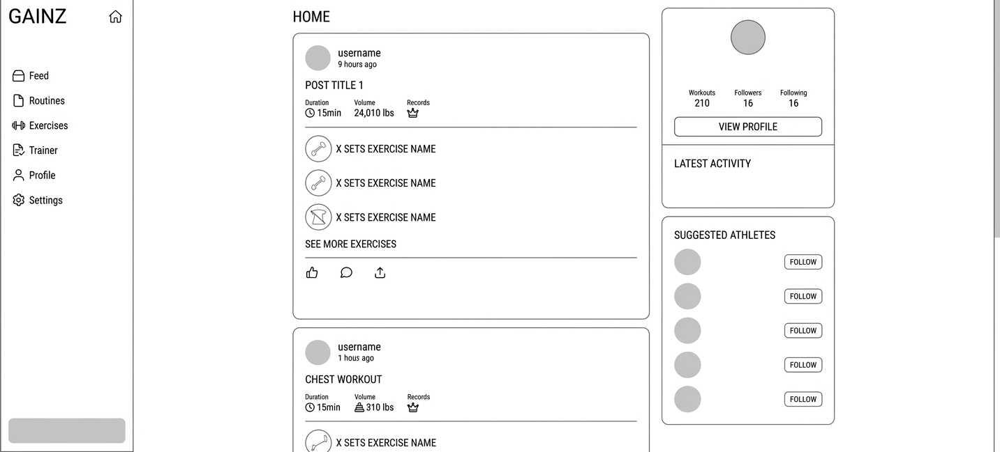 GAINZ
Feed
Routines
Exercises
Trainer
Profile
Settings
HOME
username
9 hours ago
POST TITLE 1
Duration Volume Records
15min 24,010 lbs
X SETS EXERCISE NAME
X SETS EXERCISE NAME
X SETS EXERCISE NAME
SEE MORE EXERCISES
username
1 hous ago
CHEST WORKOUT
Duration Volume Records
15min 310 lbs
X SETS EXERCISE NAME
Workouts Followers Following
210 16 16
VIEW PROFILE
LATEST ACTIVITY
SUGGESTED ATHLETES
FOLLOW
FOLLOW
FOLLOW
FOLLOW
FOLLOW